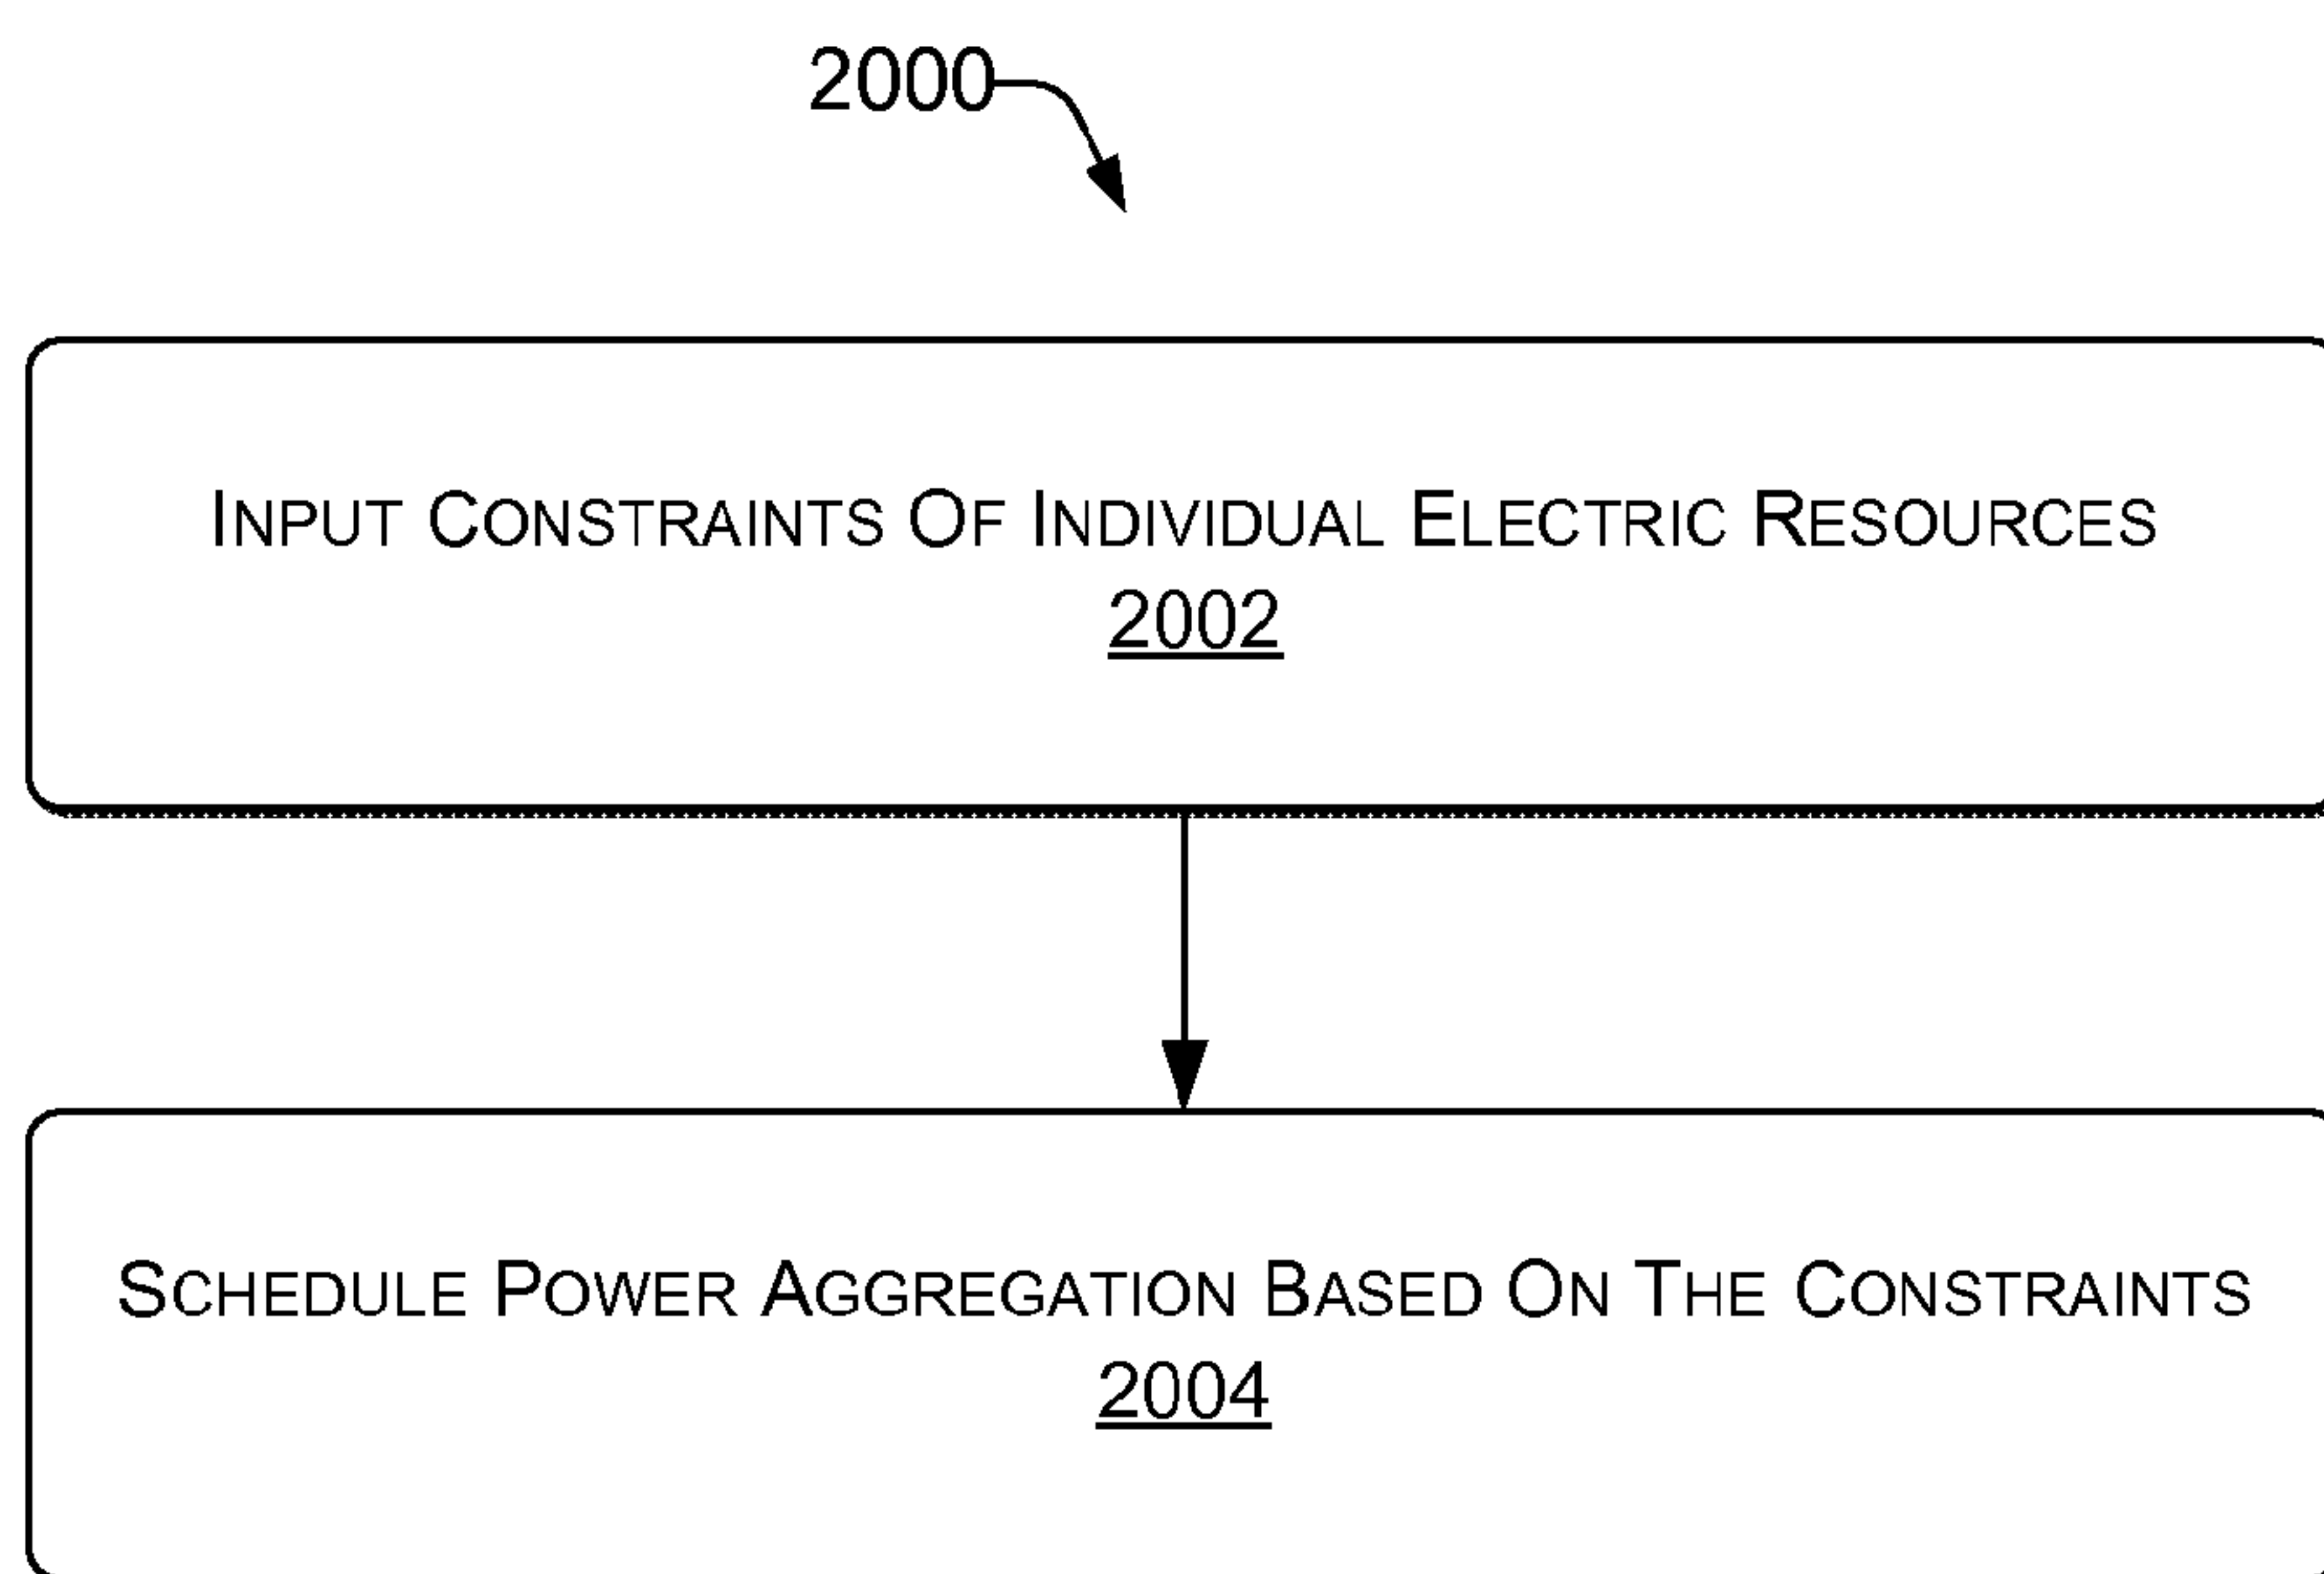 2000
INPUT CONSTRAINTS OF INDIVIDUAL ELECTRIC RESOURCES
2002
SCHEDULE POWER AGGREGATION BASED ON THE CONSTRAINTS
2004